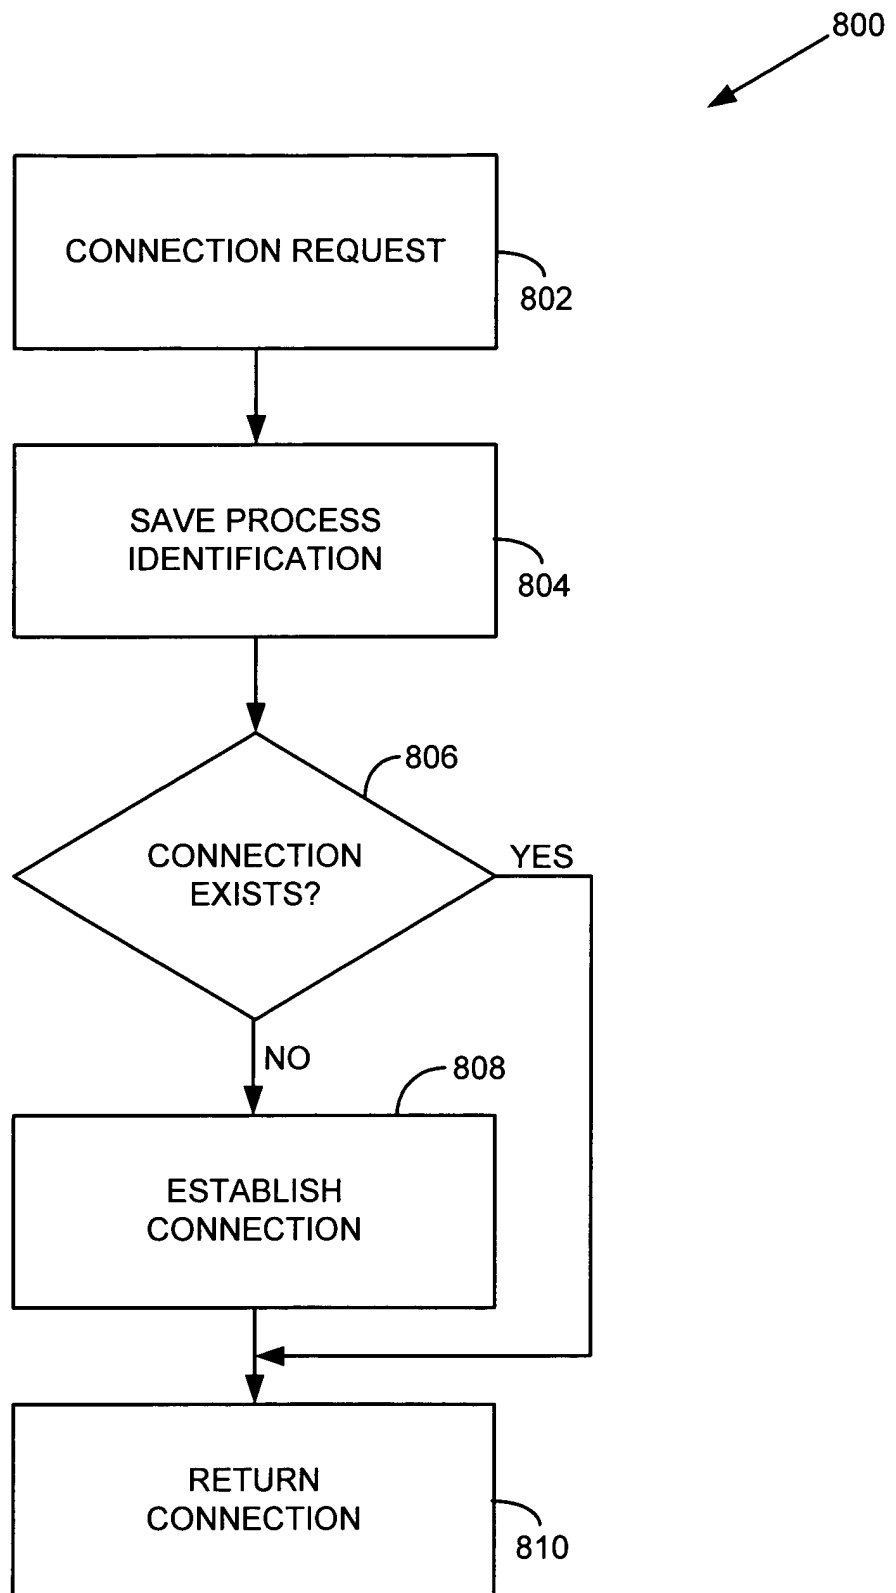 800
CONNECTION REQUEST
802
SAVE PROCESS
IDENTIFICATION
804
806
CONNECTION
EXISTS?
YES
NO
808
ESTABLISH
CONNECTION
RETURN
CONNECTION
810